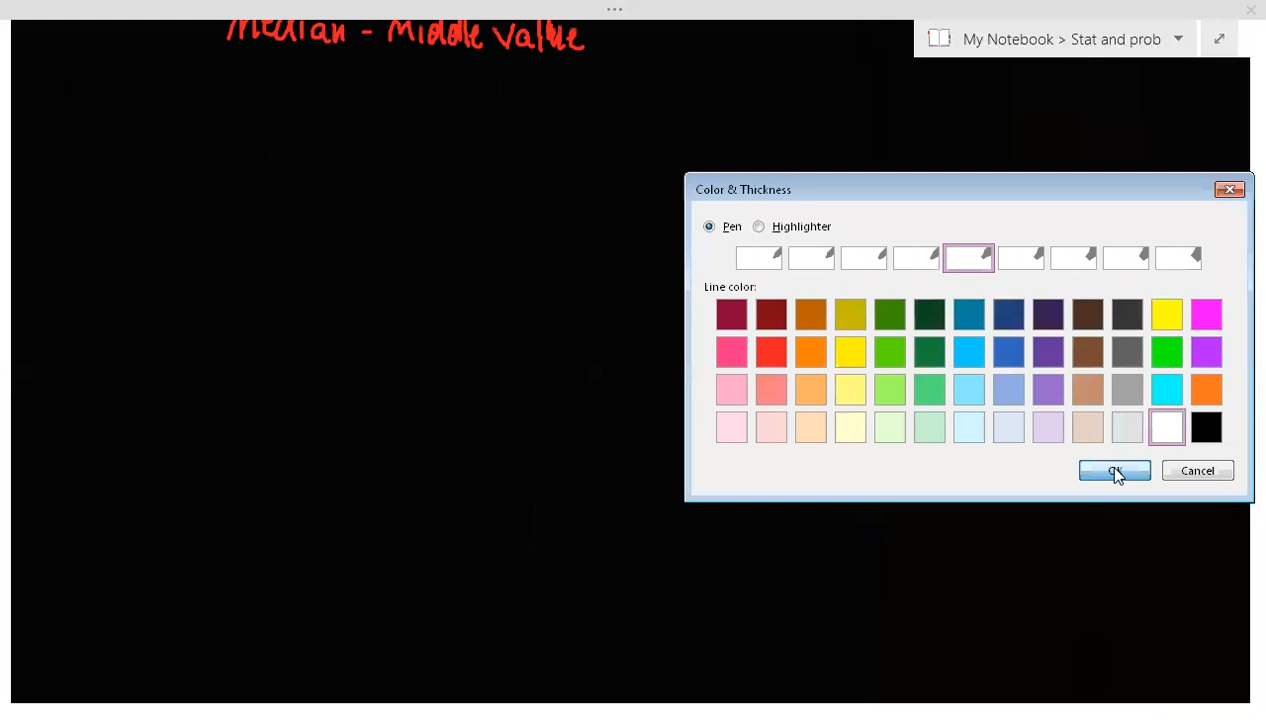 Median - Middle value
My Notebook > Stat and prob
Color & Thickness
Pen Highlighter
Line color:
OK Cancel